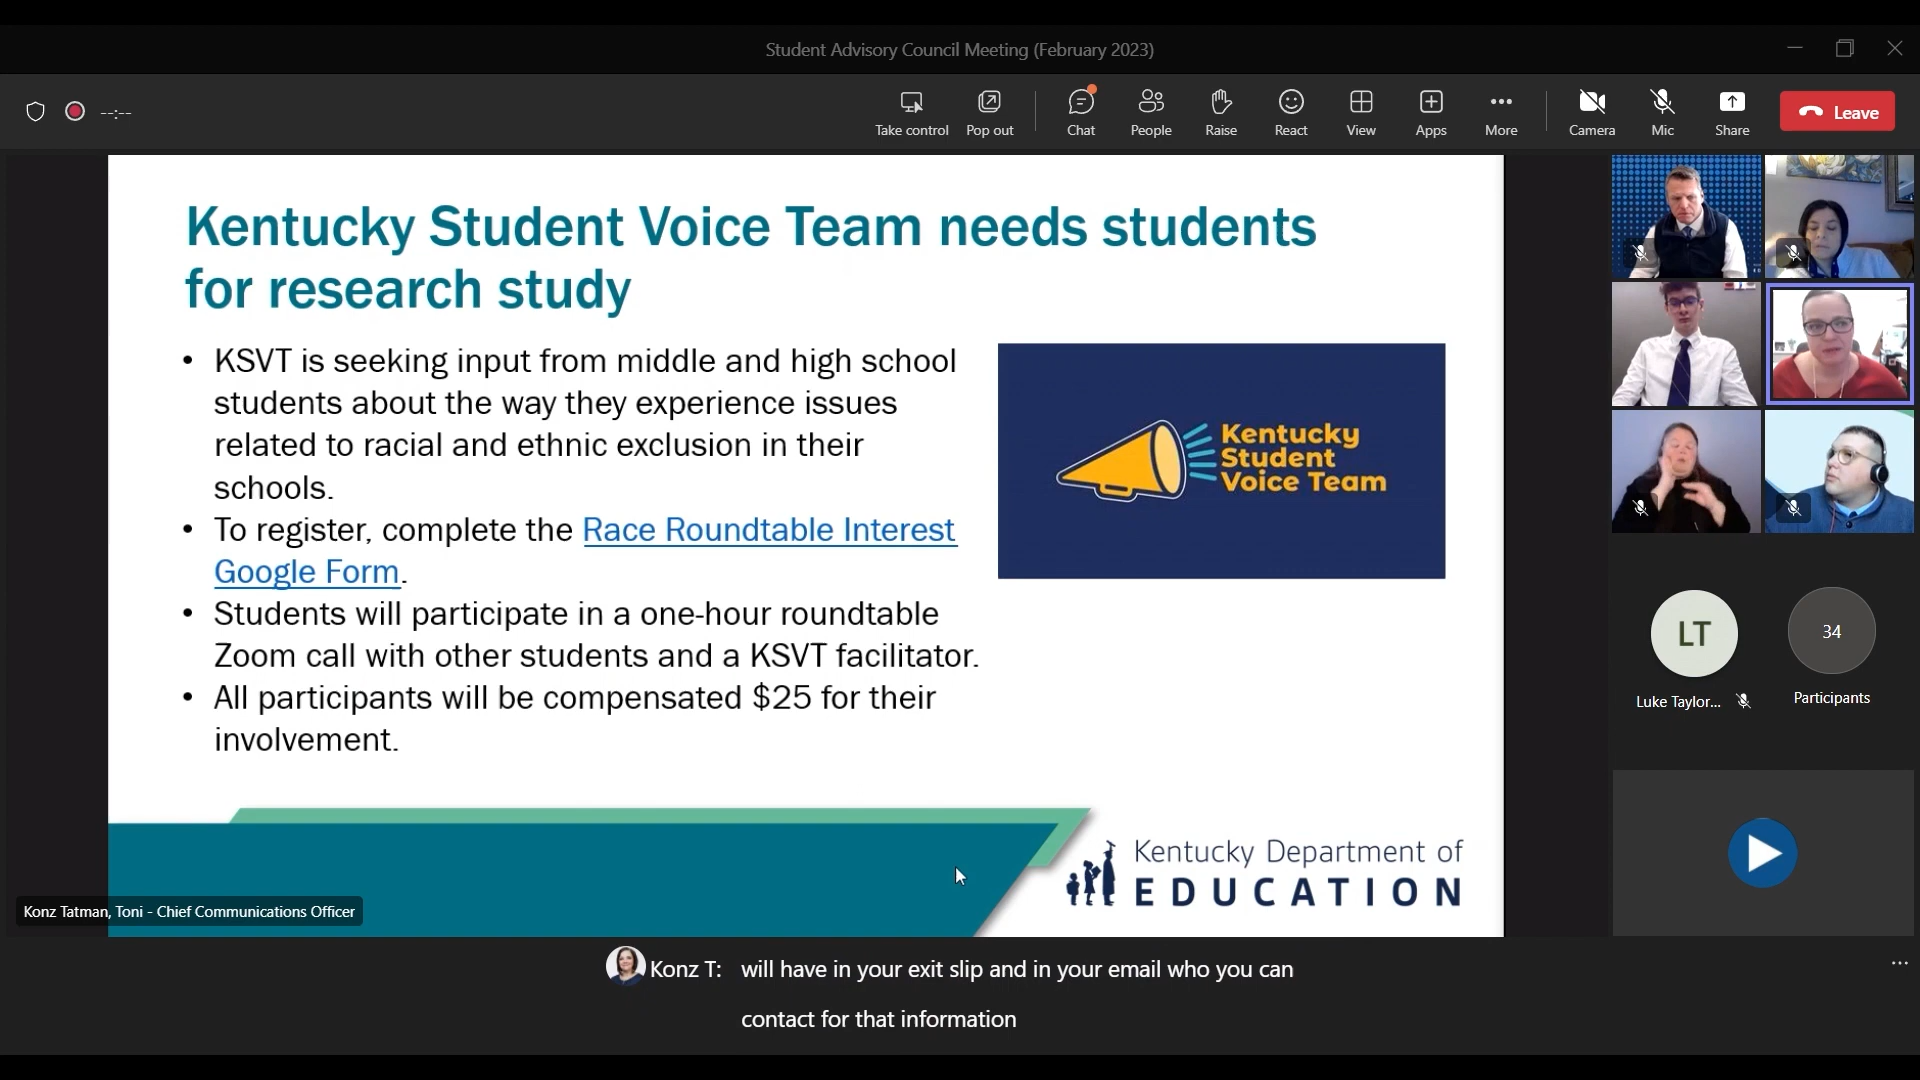 Student Advisory Council Meeting (February 2023)
--:--
Take control
Pop out
Chat
People
Raise
React
View
Apps
More
Camera
Mic
Share
Leave
Kentucky Student Voice Team needs students
for research study
• KSVT is seeking input from middle and high school
students about the way they experience issues
related to racial and ethnic exclusion in their
schools.
• To register, complete the Race Roundtable Interest
Google Form.
• Students will participate in a one-hour roundtable
Zoom call with other students and a KSVT facilitator.
• All participants will be compensated $25 for their
involvement.
Kentucky
Student
Voice Team
Kentucky Department of
EDUCATION
Konz Tatman, Toni - Chief Communications Officer
LT
Luke Taylor...
34
Participants
Konz T: will have in your exit slip and in your email who you can
contact for that information